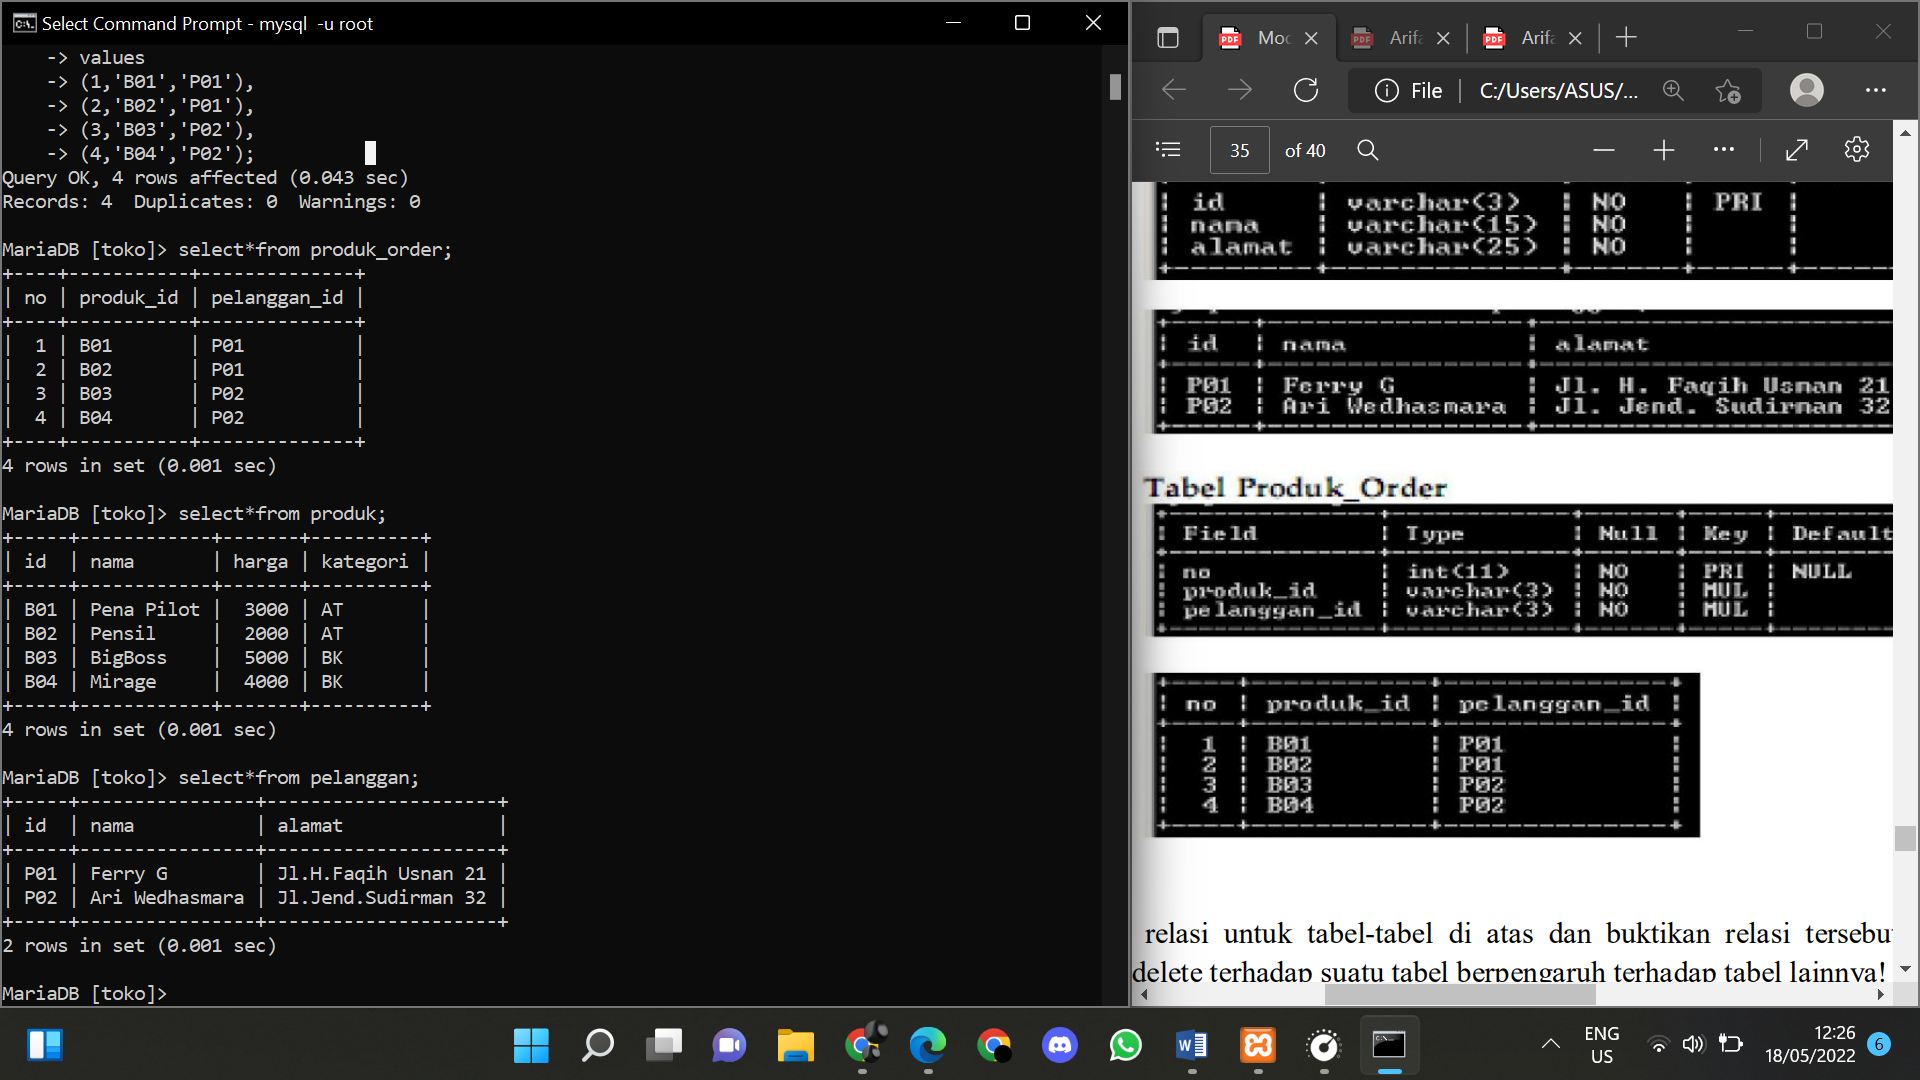 Select Command Prompt - mysql  -u root
    -> values
    -> (1,'B01','P01'),
    -> (2,'B02','P01'),
    -> (3,'B03','P02'),
    -> (4,'B04','P02');
Query OK, 4 rows affected (0.043 sec)
Records: 4  Duplicates: 0  Warnings: 0
MariaDB [toko]> select*from produk_order;
+----+-----------+--------------+
| no | produk_id | pelanggan_id |
+----+-----------+--------------+
|  1 | B01       | P01          |
|  2 | B02       | P01          |
|  3 | B03       | P02          |
|  4 | B04       | P02          |
+----+-----------+--------------+
4 rows in set (0.001 sec)
MariaDB [toko]> select*from produk;
+-----+------------+-------+----------+
| id  | nama       | harga | kategori |
+-----+------------+-------+----------+
| B01 | Pena Pilot |  3000 | AT       |
| B02 | Pensil     |  2000 | AT       |
| B03 | BigBoss    |  5000 | BK       |
| B04 | Mirage     |  4000 | BK       |
+-----+------------+-------+----------+
4 rows in set (0.001 sec)
MariaDB [toko]> select*from pelanggan;
+-----+----------------+---------------------+
| id  | nama           | alamat              |
+-----+----------------+---------------------+
| P01 | Ferry G        | Jl.H.Faqih Usnan 21 |
| P02 | Ari Wedhasmara | Jl.Jend.Sudirman 32 |
+-----+----------------+---------------------+
2 rows in set (0.001 sec)
MariaDB [toko]>
PDF Moc PDF Arifa PDF Arifa
File C:/Users/ASUS/...
35 of 40
| id | varchar(3) | NO | PRI |
| nama | varchar(15) | NO | |
| alamat | varchar(25) | NO | |
| id | nama | alamat
| P01 | Ferry G | Jl. H. Faqih Usman 21
| P02 | Ari Wedhasmara | Jl. Jend. Sudirman 32
Tabel Produk_Order
| Field | Type | Null | Key | Default
| no | int(11) | NO | PRI | NULL
| produk_id | varchar(3) | NO | MUL |
| pelanggan_id | varchar(3) | NO | MUL |
| no | produk_id | pelanggan_id |
| 1 | B01 | P01 |
| 2 | B02 | P01 |
| 3 | B03 | P02 |
| 4 | B04 | P02 |
relasi untuk tabel-tabel di atas dan buktikan relasi tersebu
delete terhadap suatu tabel berpengaruh terhadap tabel lainnya!
ENG
US
12:26
18/05/2022
6